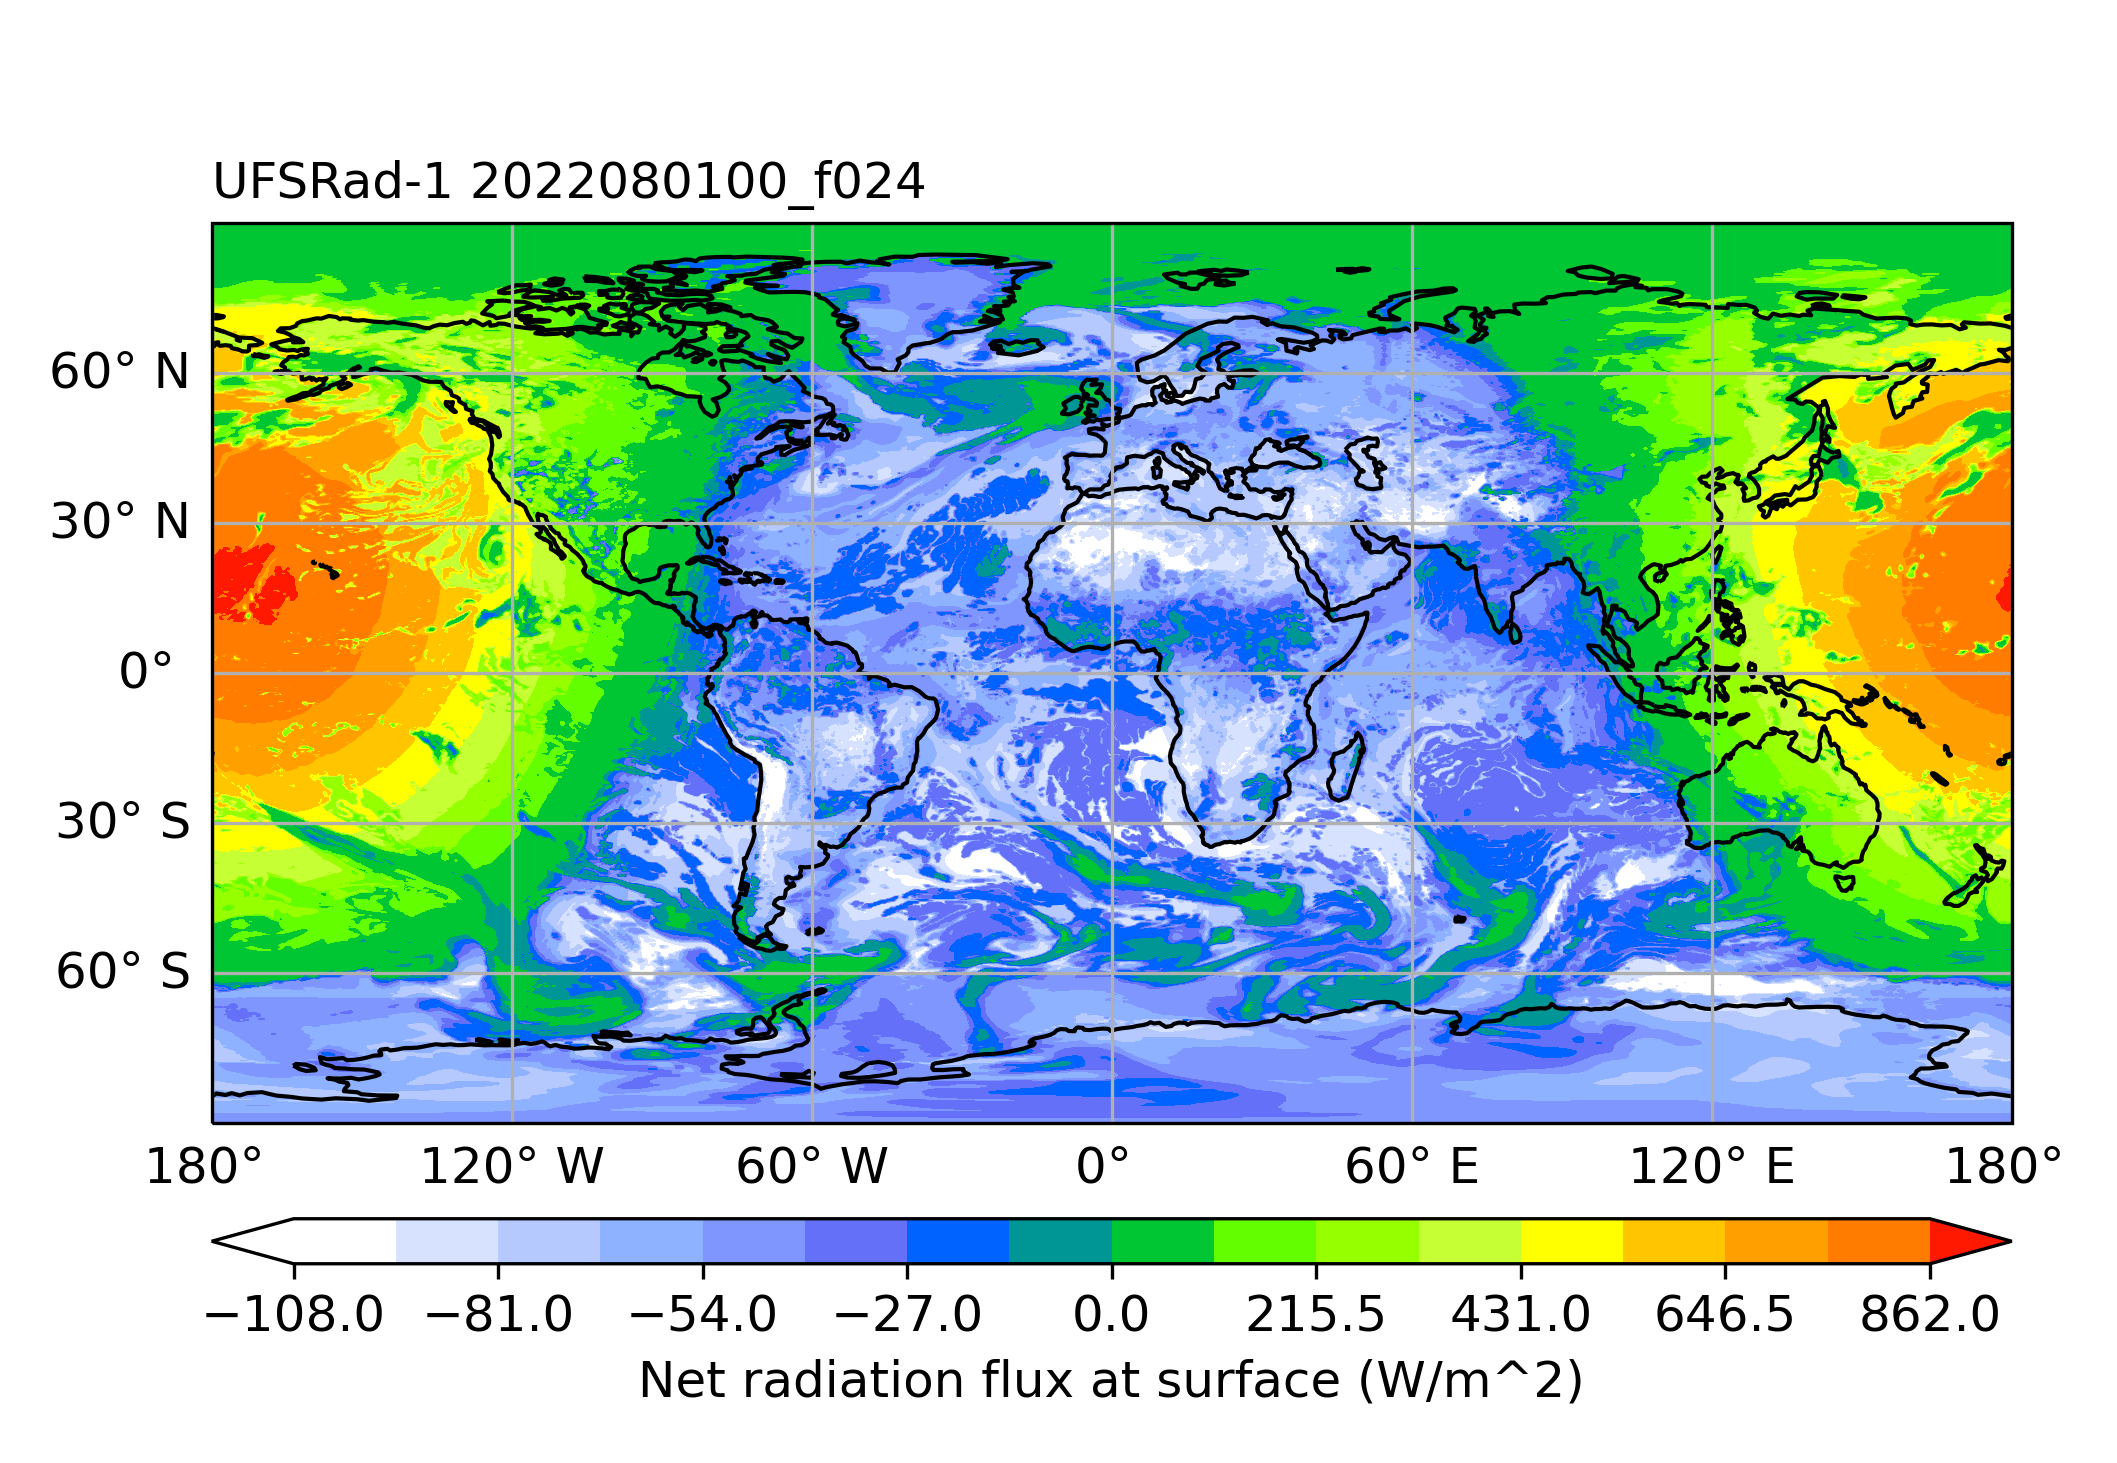 UFSRad-1 2022080100_f024
60° N
30° N
0°
30° S
60° S
180° 120° W 60° W 0° 60° E 120° E 180°
−108.0 −81.0 −54.0 −27.0 0.0 215.5 431.0 646.5 862.0
Net radiation flux at surface (W/m^2)